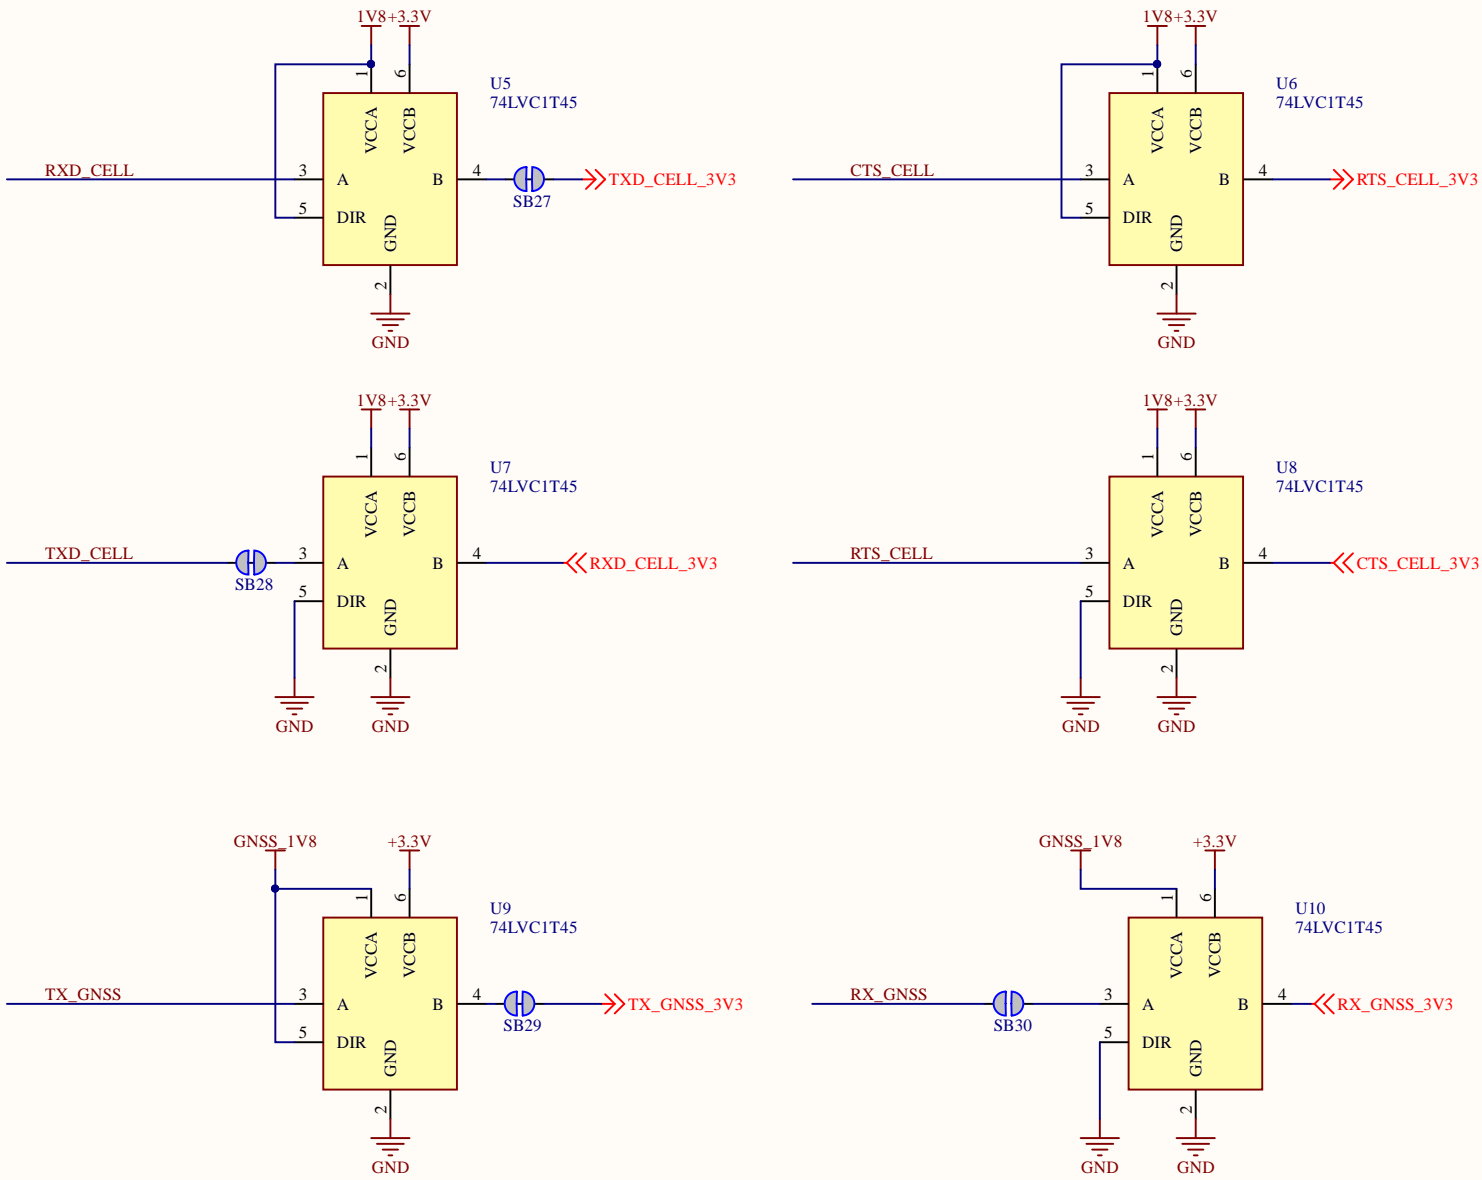 1V8 +3.3V
1 6
U5
74LVC1T45
VCCA VCCB
RXD_CELL 3 A B 4 TXD_CELL_3V3
SB27
5 DIR
GND
2
GND
1V8 +3.3V
1 6
U6
74LVC1T45
VCCA VCCB
CTS_CELL 3 A B 4 RTS_CELL_3V3
5 DIR
GND
2
GND
1V8 +3.3V
1 6
U7
74LVC1T45
VCCA VCCB
TXD_CELL 3 A B 4 RXD_CELL_3V3
SB28
5 DIR
GND
2
GND GND
1V8 +3.3V
1 6
U8
74LVC1T45
VCCA VCCB
RTS_CELL 3 A B 4 CTS_CELL_3V3
5 DIR
GND
2
GND GND
GNSS_1V8 +3.3V
1 6
U9
74LVC1T45
VCCA VCCB
TX_GNSS 3 A B 4 TX_GNSS_3V3
SB29
5 DIR
GND
2
GND
GNSS_1V8 +3.3V
1 6
U10
74LVC1T45
VCCA VCCB
RX_GNSS 3 A B 4 RX_GNSS_3V3
SB30
5 DIR
GND
2
GND GND